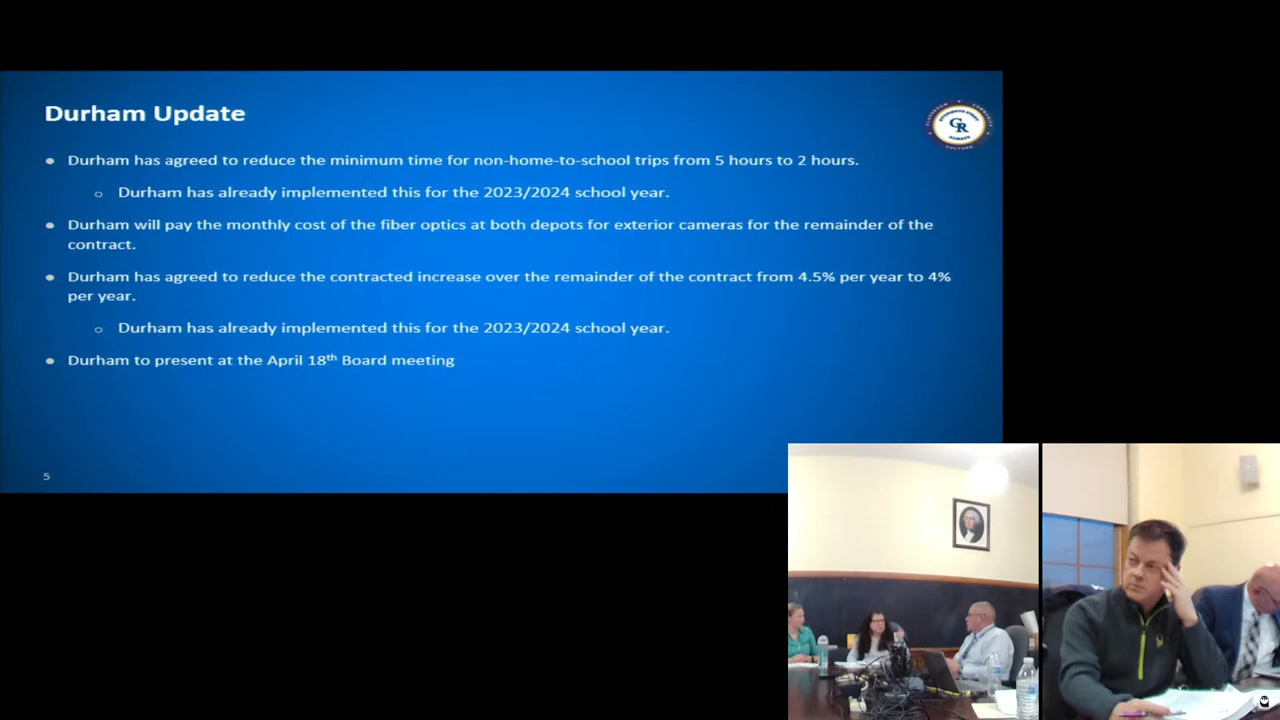 Durham Update
● Durham has agreed to reduce the minimum time for non-home-to-school trips from 5 hours to 2 hours.
○ Durham has already implemented this for the 2023/2024 school year.
● Durham will pay the monthly cost of the fiber optics at both depots for exterior cameras for the remainder of the
contract.
● Durham has agreed to reduce the contracted increase over the remainder of the contract from 4.5% per year to 4%
per year.
○ Durham has already implemented this for the 2023/2024 school year.
● Durham to present at the April 18th Board meeting
5
GR
CULTURE